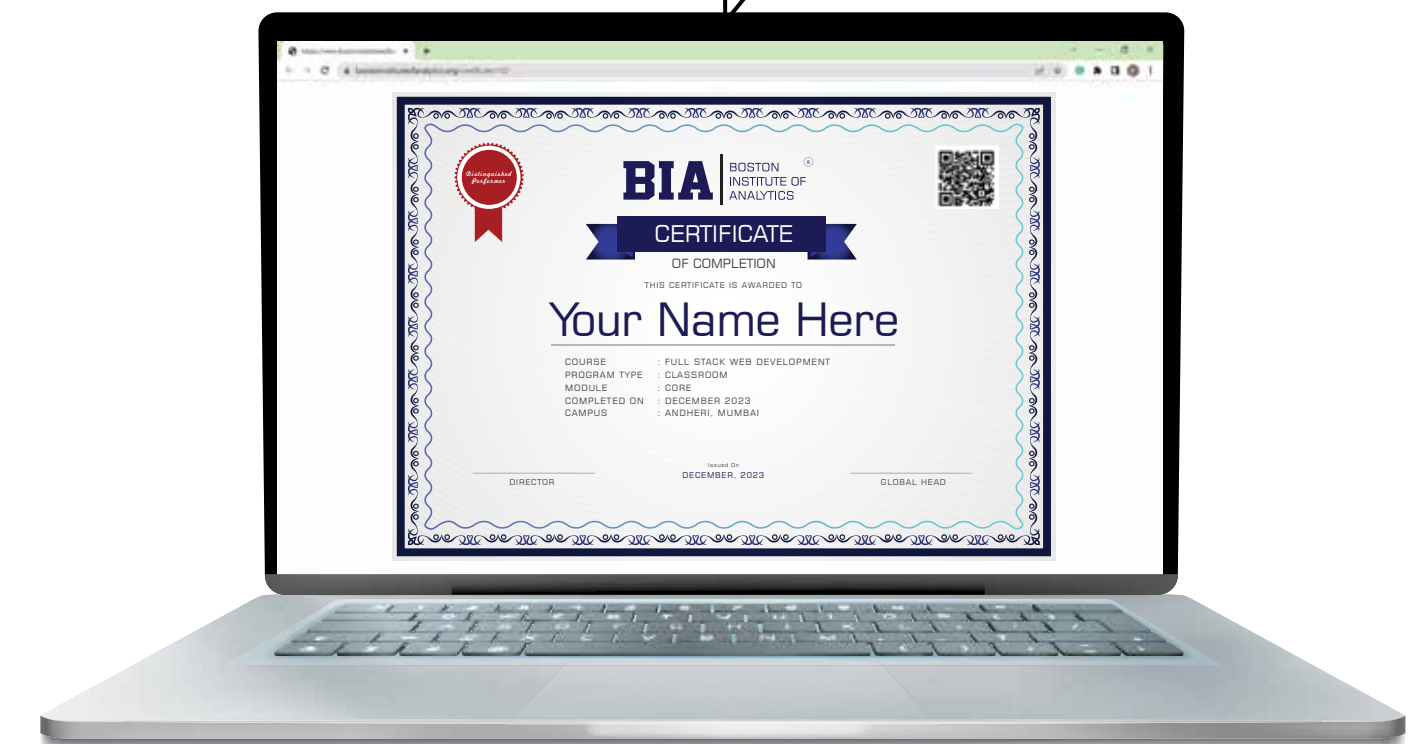 Distinguished
Performer
BIA
BOSTON
INSTITUTE OF
ANALYTICS
®
CERTIFICATE
OF COMPLETION
THIS CERTIFICATE IS AWARDED TO
Your Name Here
COURSE : FULL STACK WEB DEVELOPMENT
PROGRAM TYPE : CLASSROOM
MODULE : CORE
COMPLETED ON : DECEMBER 2023
CAMPUS : ANDHERI, MUMBAI
Issued On
DECEMBER, 2023
DIRECTOR
GLOBAL HEAD